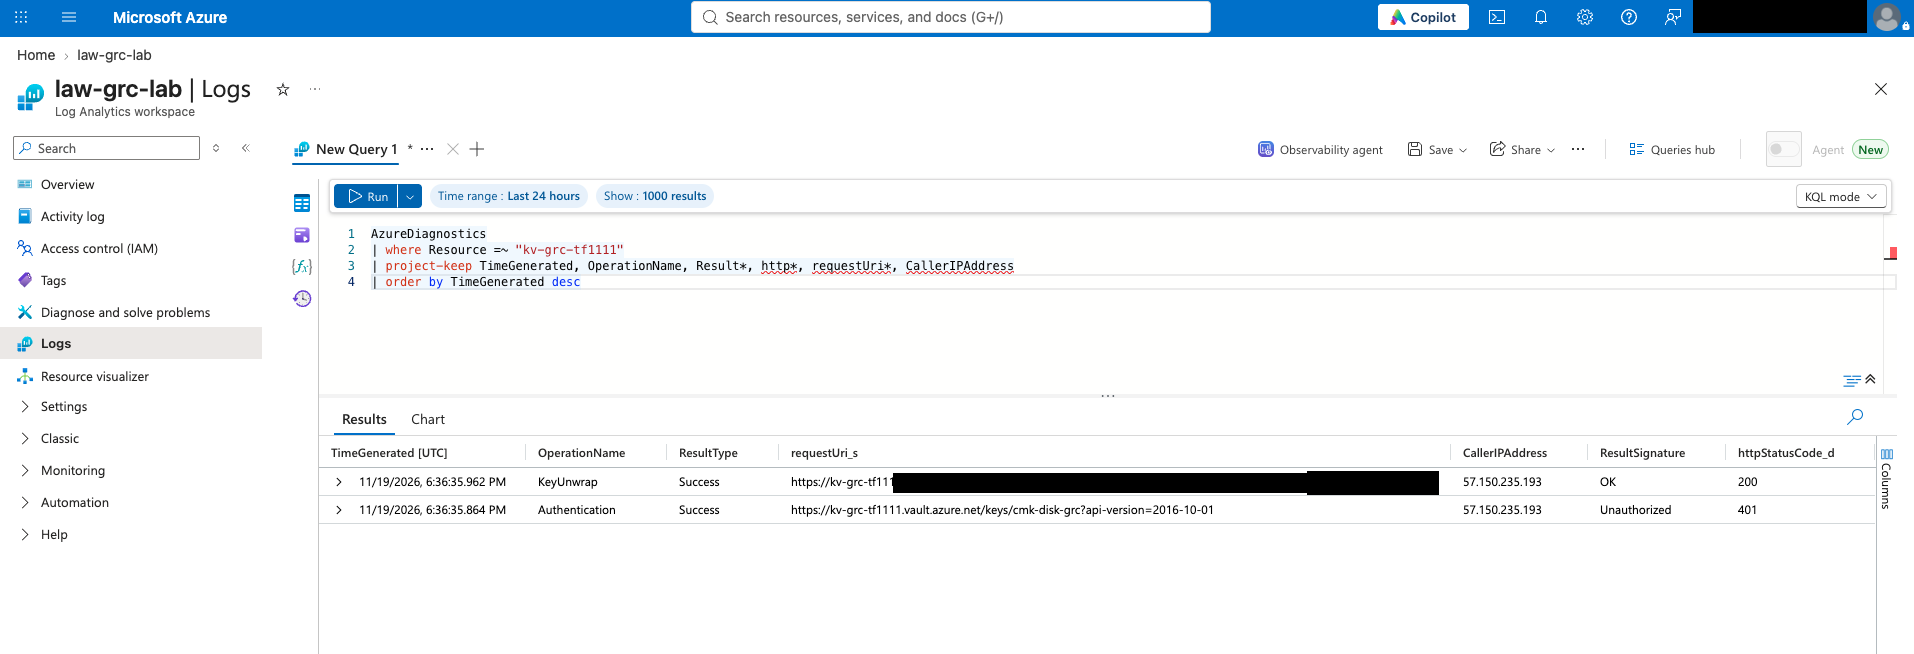 Microsoft Azure
Search resources, services, and docs (G+/)
Copilot
Home > law-grc-lab
law-grc-lab | Logs
Log Analytics workspace
Search
Overview
Activity log
Access control (IAM)
Tags
Diagnose and solve problems
Logs
Resource visualizer
Settings
Classic
Monitoring
Automation
Help
New Query 1 * ···
Observability agent Save Share ··· Queries hub Agent New
Run Time range : Last 24 hours Show : 1000 results KQL mode
1 AzureDiagnostics
2 | where Resource =~ "kv-grc-tf1111"
3 | project-keep TimeGenerated, OperationName, Result*, http*, requestUri*, CallerIPAddress
4 | order by TimeGenerated desc
Results Chart
TimeGenerated [UTC] OperationName ResultType requestUri_s CallerIPAddress ResultSignature httpStatusCode_d
11/19/2026, 6:36:35.962 PM KeyUnwrap Success https://kv-grc-tf111 57.150.235.193 OK 200
11/19/2026, 6:36:35.864 PM Authentication Success https://kv-grc-tf1111.vault.azure.net/keys/cmk-disk-grc?api-version=2016-10-01 57.150.235.193 Unauthorized 401
Columns